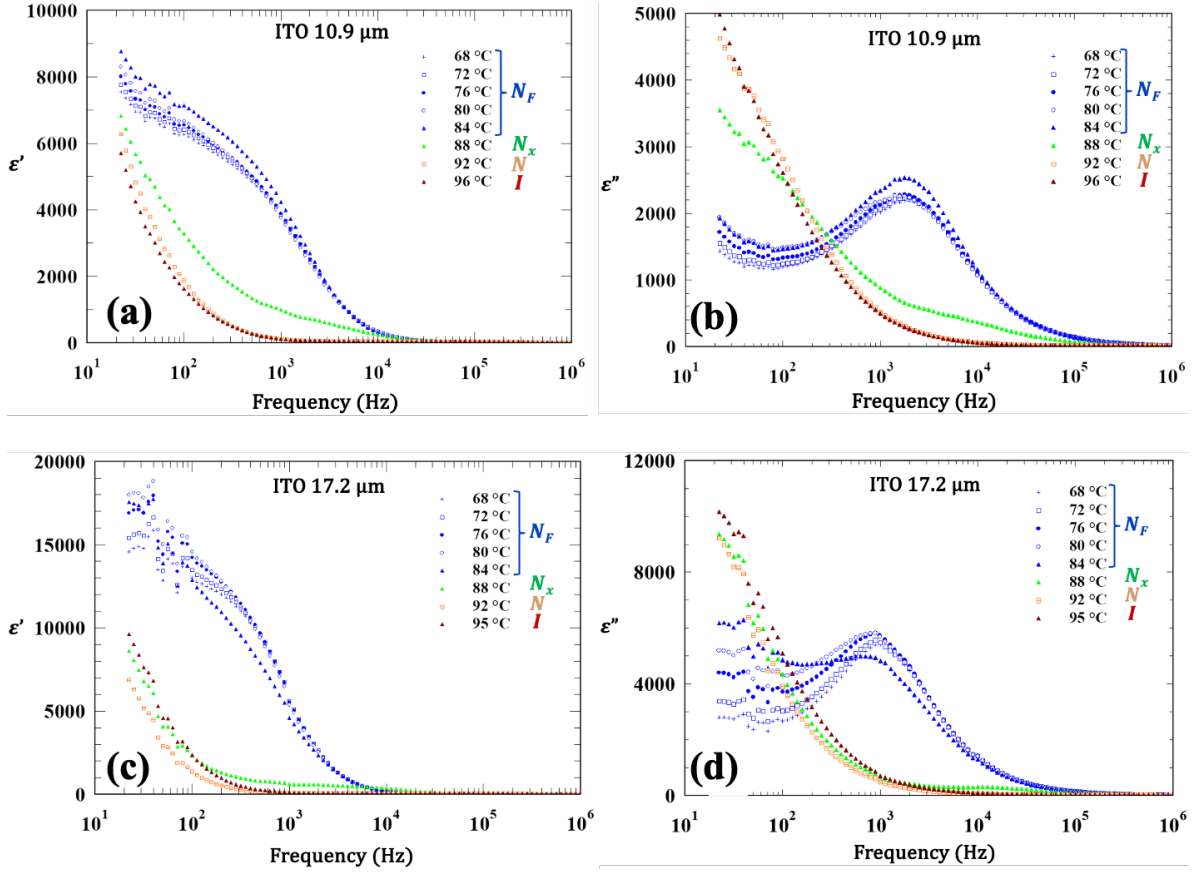 ITO 10.9 μm
68 °C
72 °C
76 °C
80 °C
84 °C
88 °C
92 °C
96 °C
N_F
N_x
N
I
10000
8000
6000
4000
2000
0
ε'
(a)
10^1 10^2 10^3 10^4 10^5 10^6
Frequency (Hz)
ITO 10.9 μm
68 °C
72 °C
76 °C
80 °C
84 °C
88 °C
92 °C
96 °C
N_F
N_x
N
I
5000
4000
3000
2000
1000
0
ε"
(b)
10^1 10^2 10^3 10^4 10^5 10^6
Frequency (Hz)
ITO 17.2 μm
68 °C
72 °C
76 °C
80 °C
84 °C
88 °C
92 °C
95 °C
N_F
N_x
N
I
20000
15000
10000
5000
0
ε'
(c)
10^1 10^2 10^3 10^4 10^5 10^6
Frequency (Hz)
ITO 17.2 μm
68 °C
72 °C
76 °C
80 °C
84 °C
88 °C
92 °C
95 °C
N_F
N_x
N
I
12000
8000
4000
0
ε"
(d)
10^1 10^2 10^3 10^4 10^5 10^6
Frequency (Hz)